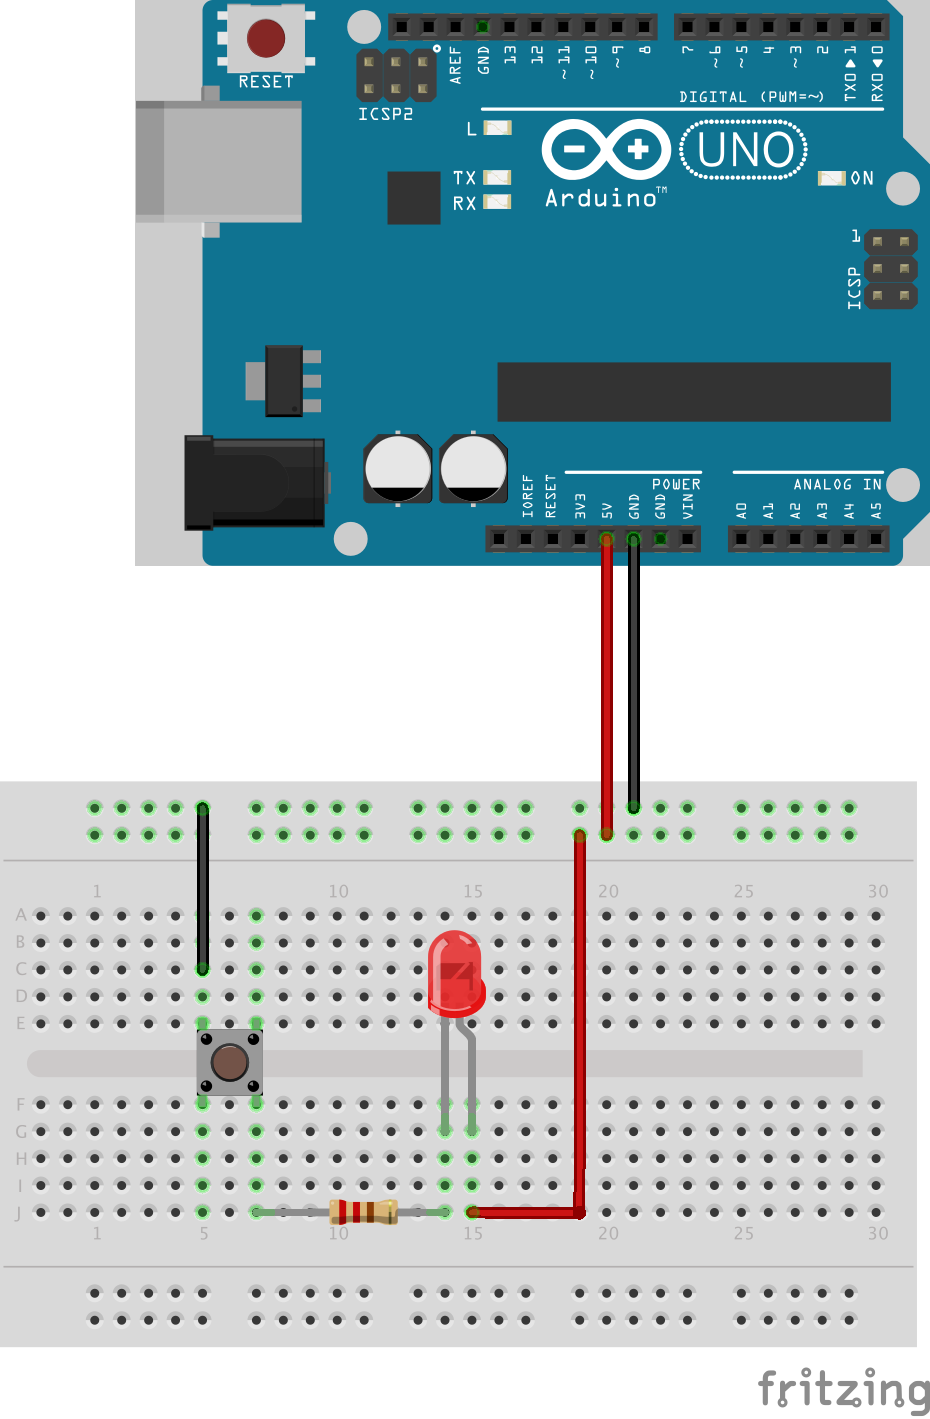 RESET
ICSP2
AREF
GND
13
12
~11
~10
~9
8
7
~6
~5
4
~3
2
TX0 ▶ 1
RX0 ◀ 0
DIGITAL (PWM=~)
L
TX
RX
UNO
Arduino™
ON
1
ICSP
IOREF
RESET
3V3
5V
GND
GND
VIN
POWER
ANALOG IN
A0
A1
A2
A3
A4
A5
1 10 15 20 25 30
A
B
C
D
E
F
G
H
I
J
1 5 10 15 20 25 30
fritzing